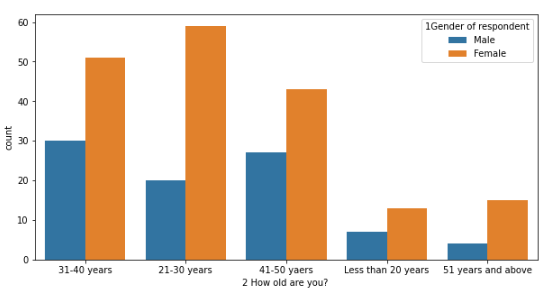 1Gender of respondent
Male
Female
60
50
40
30
20
10
0
count
31-40 years 21-30 years 41-50 yaers Less than 20 years 51 years and above
2 How old are you?